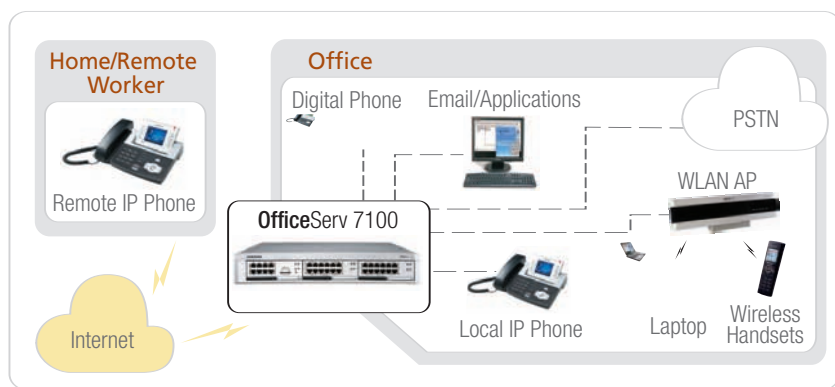 Home/Remote
Worker
Remote IP Phone
Internet
Office
Digital Phone
Email/Applications
PSTN
WLAN AP
OfficeServ 7100
Local IP Phone
Laptop
Wireless
Handsets